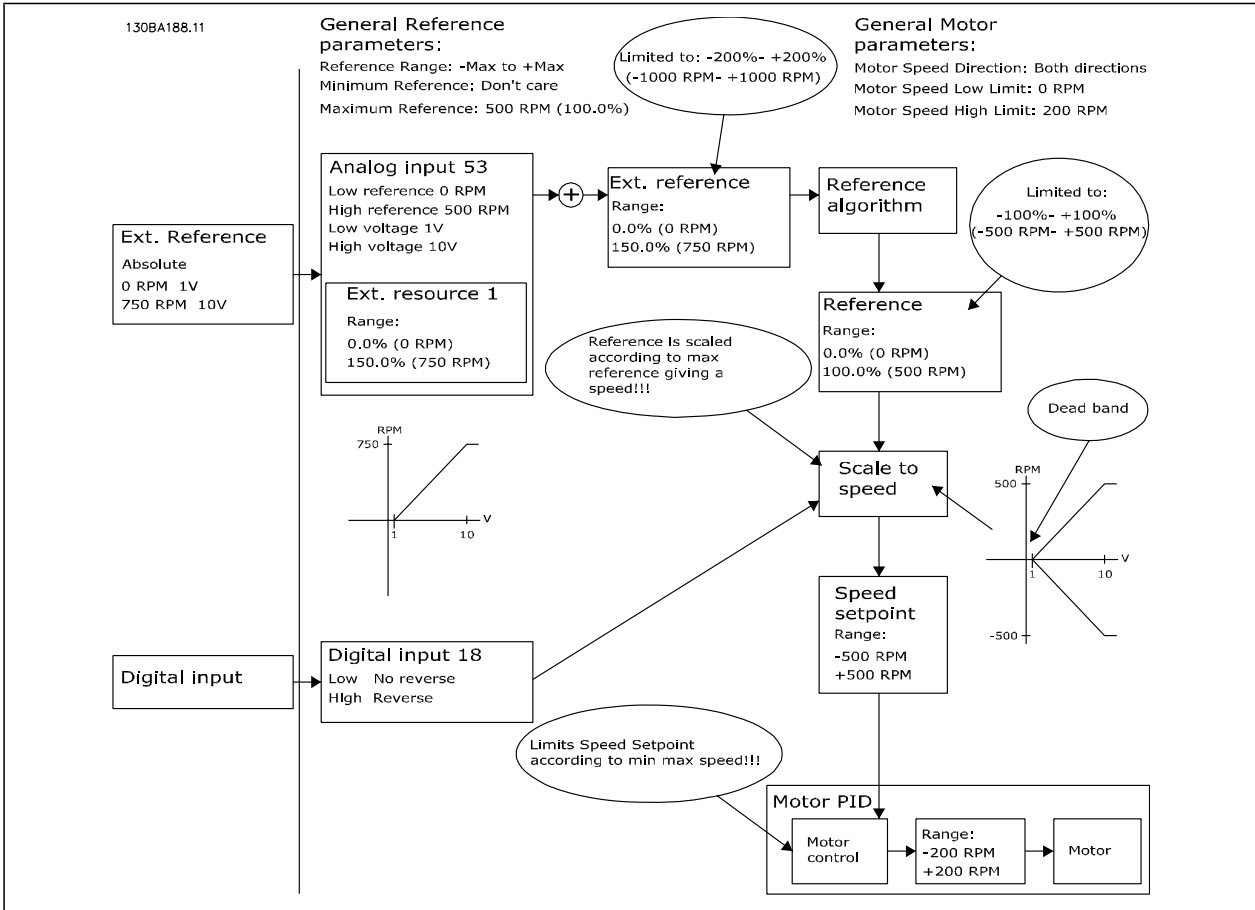 130BA188.11
General Reference
parameters:
Reference Range: -Max to +Max
Minimum Reference: Don't care
Maximum Reference: 500 RPM (100.0%)
Limited to: -200%- +200%
(-1000 RPM- +1000 RPM)
General Motor
parameters:
Motor Speed Direction: Both directions
Motor Speed Low Limit: 0 RPM
Motor Speed High Limit: 200 RPM
Ext. Reference
Absolute
0 RPM 1V
750 RPM 10V
Analog input 53
Low reference 0 RPM
High reference 500 RPM
Low voltage 1V
High voltage 10V
Ext. resource 1
Range:
0.0% (0 RPM)
150.0% (750 RPM)
+
Ext. reference
Range:
0.0% (0 RPM)
150.0% (750 RPM)
Reference
algorithm
Limited to:
-100%- +100%
(-500 RPM- +500 RPM)
Reference
Range:
0.0% (0 RPM)
100.0% (500 RPM)
Reference Is scaled
according to max
reference giving a
speed!!!
Dead band
RPM
750
V
1
10
Scale to
speed
RPM
500
V
1
10
-500
Speed
setpoint
Range:
-500 RPM
+500 RPM
Digital input
Digital input 18
Low No reverse
HIgh Reverse
Limits Speed Setpoint
according to min max speed!!!
Motor PID
Motor
control
Range:
-200 RPM
+200 RPM
Motor